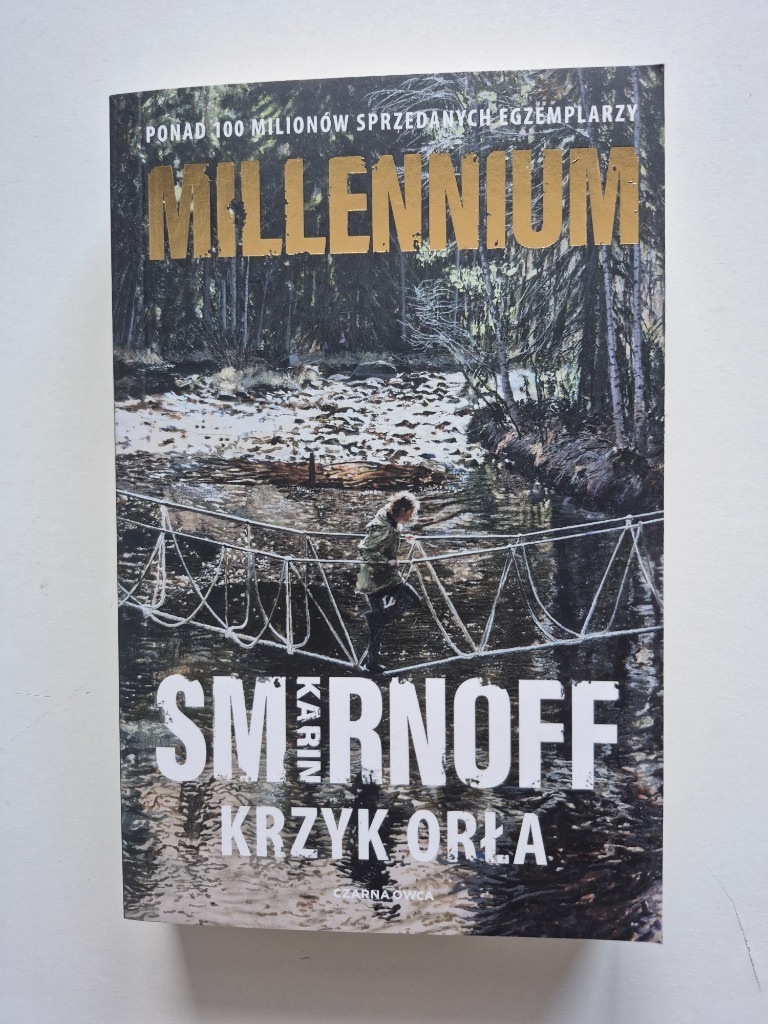 PONAD 100 MILIONÓW SPRZEDANYCH EGZEMPLARZY
MILLENNIUM
KARIN
SMIRNOFF
KRZYK ORŁA
CZARNA OWCA